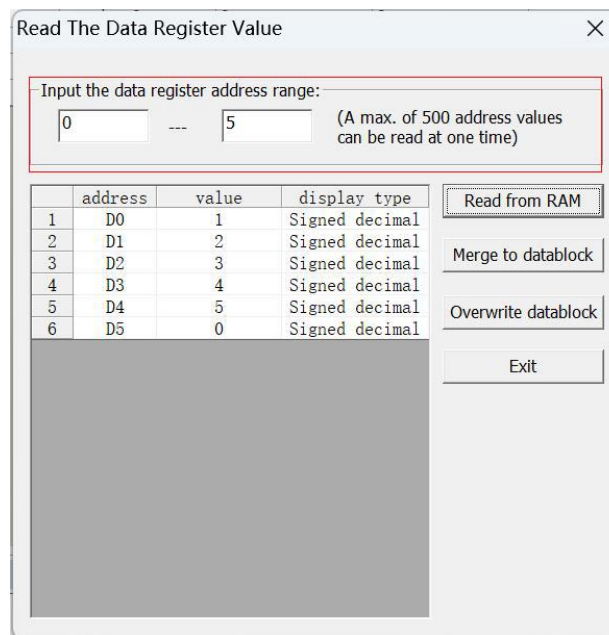 Read The Data Register Value
Input the data register address range:
0 --- 5
(A max. of 500 address values
can be read at one time)
address value display type
1 D0 1 Signed decimal
2 D1 2 Signed decimal
3 D2 3 Signed decimal
4 D3 4 Signed decimal
5 D4 5 Signed decimal
6 D5 0 Signed decimal
Read from RAM
Merge to datablock
Overwrite datablock
Exit